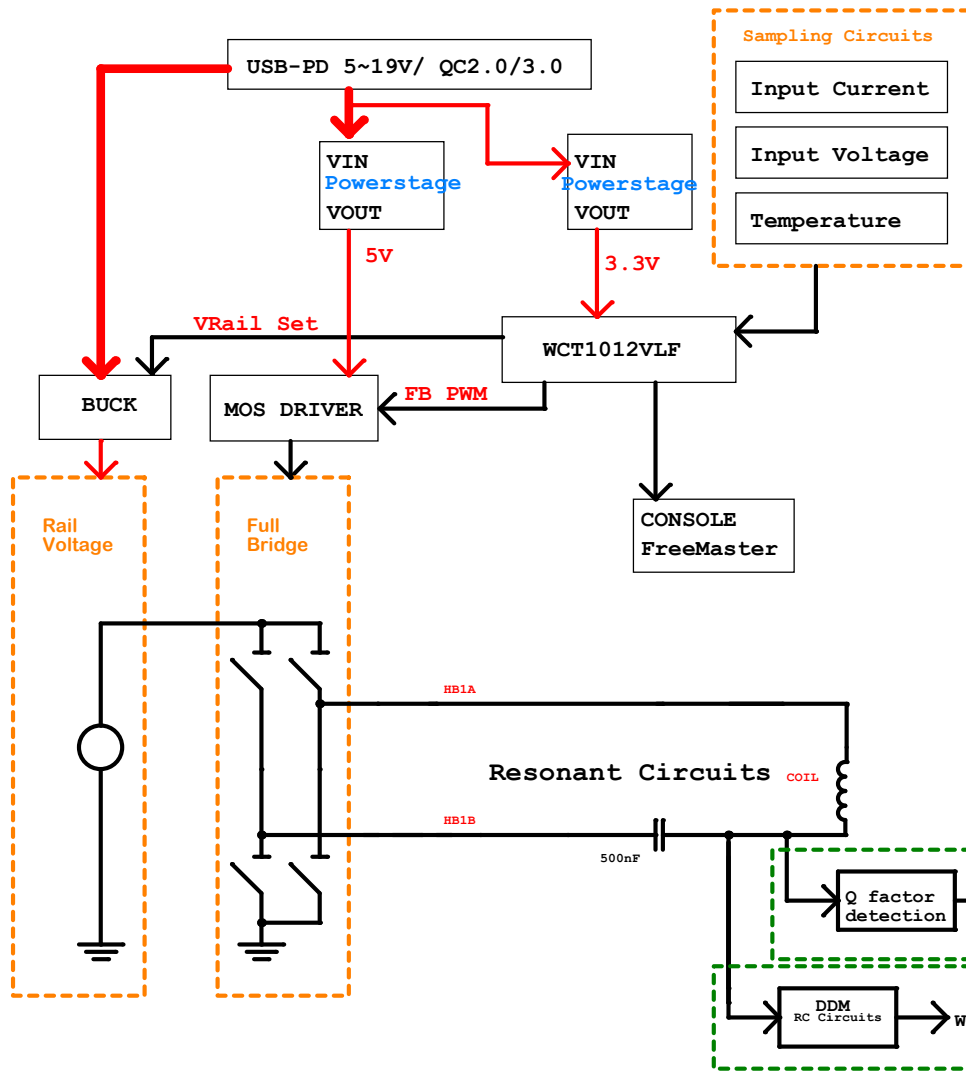 Sampling Circuits
USB-PD 5~19V/ QC2.0/3.0
Input Current
Input Voltage
Temperature
VIN
Powerstage
VOUT
VIN
Powerstage
VOUT
5V
3.3V
VRail Set
WCT1012VLF
BUCK
MOS DRIVER
FB PWM
CONSOLE
FreeMaster
Rail
Voltage
Full
Bridge
HB1A
Resonant Circuits
COIL
HB1B
500nF
Q factor
detection
DDM
RC Circuits
W